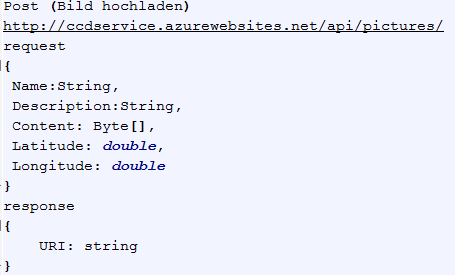 Post (Bild hochladen)
http://ccdservice.azurewebsites.net/api/pictures/
request
{
Name:String,
Description:String,
Content: Byte[],
Latitude: double,
Longitude: double
}
response
{
URI: string
}